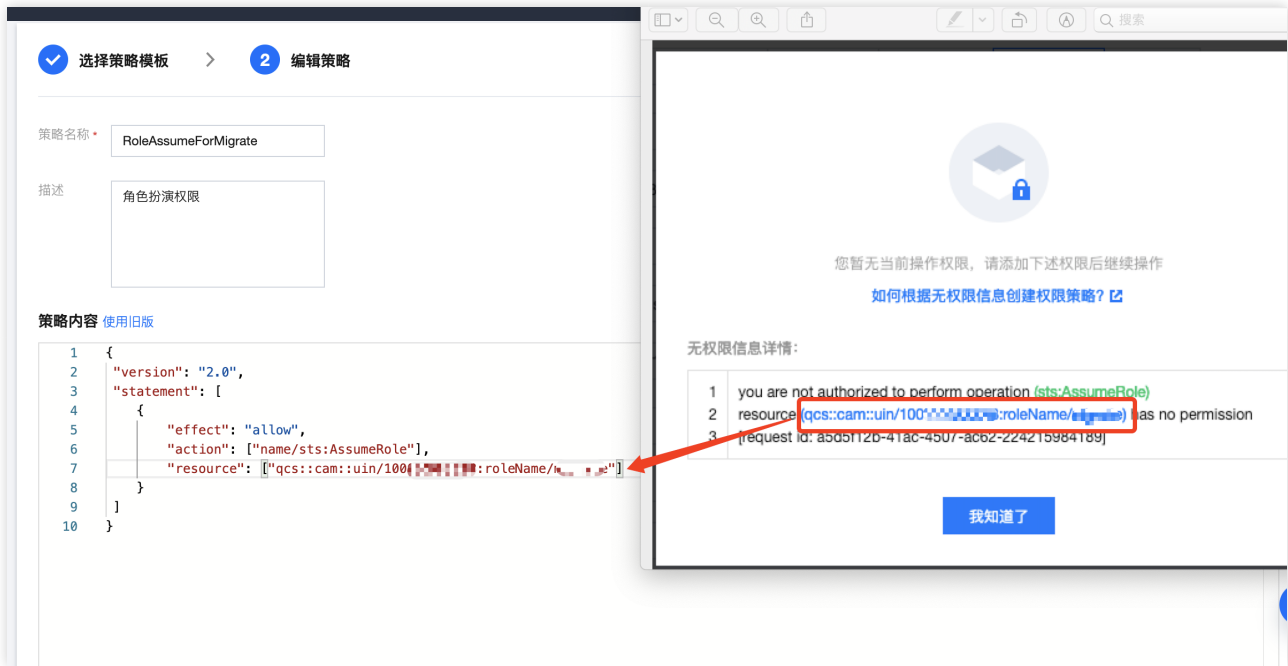 选择策略模板
2 编辑策略
策略名称 *
RoleAssumeForMigrate
描述
角色扮演权限
策略内容 使用旧版
1 {
2 "version": "2.0",
3 "statement": [
4 {
5 "effect": "allow",
6 "action": ["name/sts:AssumeRole"],
7 "resource": ["qcs::cam::uin/100 :roleName/ "]
8 }
9 ]
10 }
搜索
您暂无当前操作权限，请添加下述权限后继续操作
如何根据无权限信息创建权限策略？
无权限信息详情：
1 you are not authorized to perform operation (sts:AssumeRole)
2 resource (qcs::cam::uin/100 :roleName/ ) has no permission
3 [request id: a5d5f12b-41ac-4507-ac62-224215984189]
我知道了